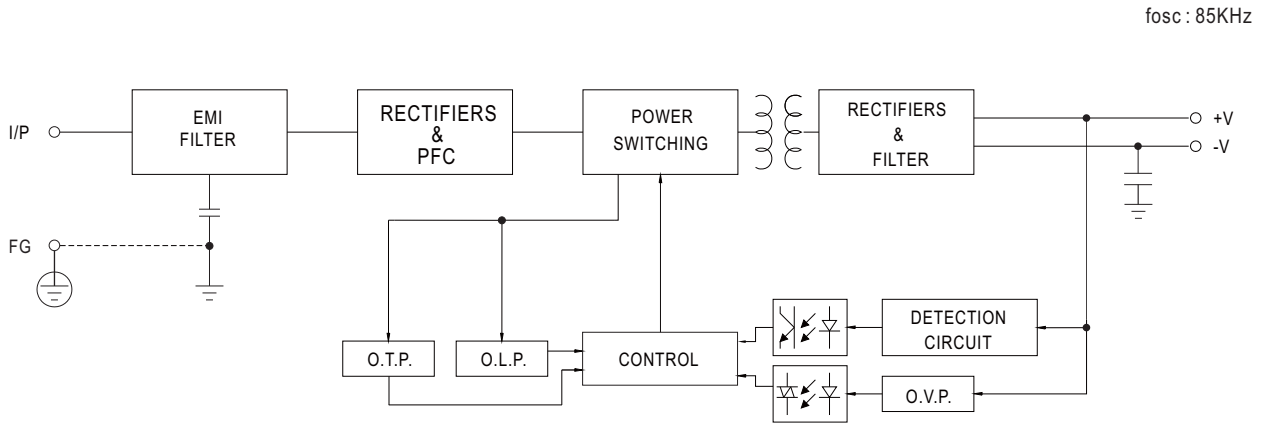 fosc : 85KHz
I/P
EMI
FILTER
RECTIFIERS
&
PFC
POWER
SWITCHING
RECTIFIERS
&
FILTER
+V
-V
FG
O.T.P.
O.L.P.
CONTROL
DETECTION
CIRCUIT
O.V.P.